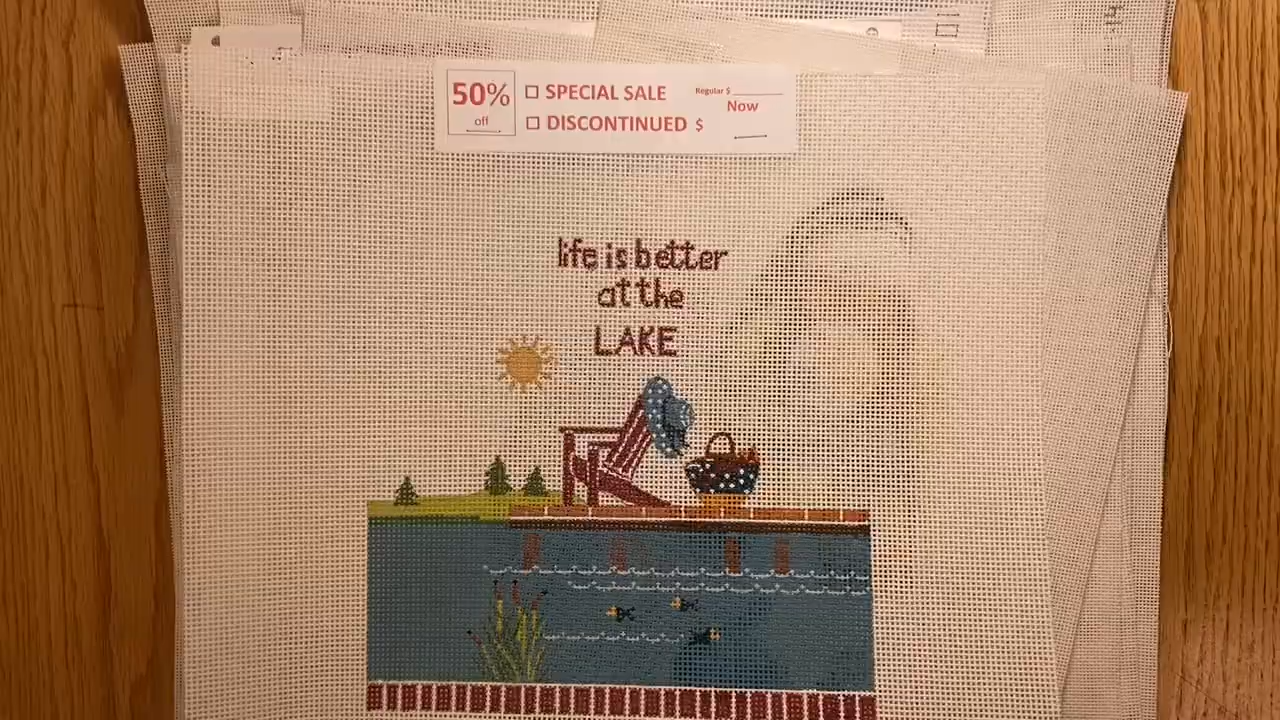 50%
off
☐ SPECIAL SALE
☐ DISCONTINUED
Regular $
Now
$
life is better
at the
LAKE